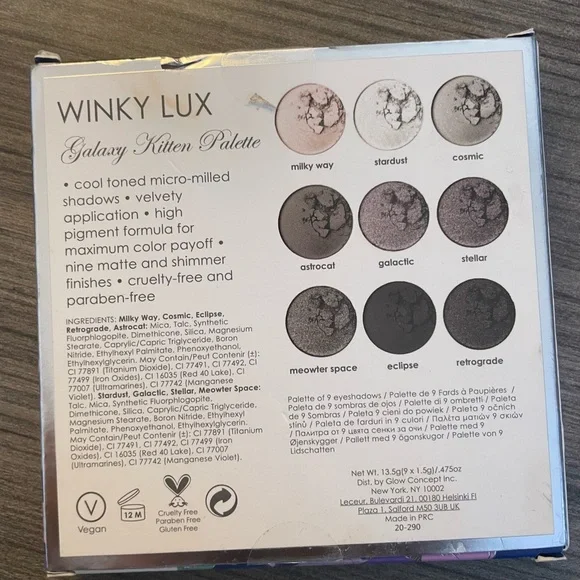 WINKY LUX
Galaxy Kitten Palette
• cool toned micro-milled
shadows • velvety
application • high
pigment formula for
maximum color payoff •
nine matte and shimmer
finishes • cruelty-free and
paraben-free
INGREDIENTS: Milky Way, Cosmic, Eclipse,
Retrograde, Astrocat: Mica, Talc, Synthetic
Fluorphlogopite, Dimethicone, Silica, Magnesium
Stearate, Caprylic/Capric Triglyceride, Boron
Nitride, Ethylhexyl Palmitate, Phenoxyethanol,
Ethylhexylglycerin. May Contain/Peut Contenir (±):
CI 77891 (Titanium Dioxide), CI 77491, CI 77492, CI
77499 (Iron Oxides), CI 16035 (Red 40 Lake), CI
77007 (Ultramarines), CI 77742 (Manganese
Violet). Stardust, Galactic, Stellar, Meowter Space:
Talc, Mica, Synthetic Fluorphlogopite,
Dimethicone, Silica, Caprylic/Capric Triglyceride,
Magnesium Stearate, Boron Nitride, Ethylhexyl
Palmitate, Phenoxyethanol, Ethylhexylglycerin.
May Contain/Peut Contenir (±): CI 77891 (Titanium
Dioxide), CI 77491, CI 77492, CI 77499 (Iron
Oxides), CI 16035 (Red 40 Lake), CI 77007
(Ultramarines), CI 77742 (Manganese Violet).
V
Vegan
12 M
Cruelty Free
Paraben Free
Gluten Free
milky way
stardust
cosmic
astrocat
galactic
stellar
meowter space
eclipse
retrograde
Palette of 9 eyeshadows / Palette de 9 Fards à Paupières /
Paleta de 9 sombras de ojos / Palette di 9 ombretti / Paleta
de 9 Sombras / Paleta 9 cieni do powiek / Paleta 9 očních
stínů / Paleta de farduri in 9 culori / Παλέτα ματιών 9 σκιών
/ Палитра от 9 цвята сенки за очи / Palette med 9
Øjenskygger / Pallett med 9 ögonskugor / Palette von 9
Lidschatten
Net WT. 13.5g(9 x 1.5g)/.475oz
Dist. by Glow Concept Inc.
New York, NY 10002
Leceur, Bulevardi 21, 00180 Helsinki FI
Plaza 1, Salford M50 3UB UK
Made in PRC
20-290